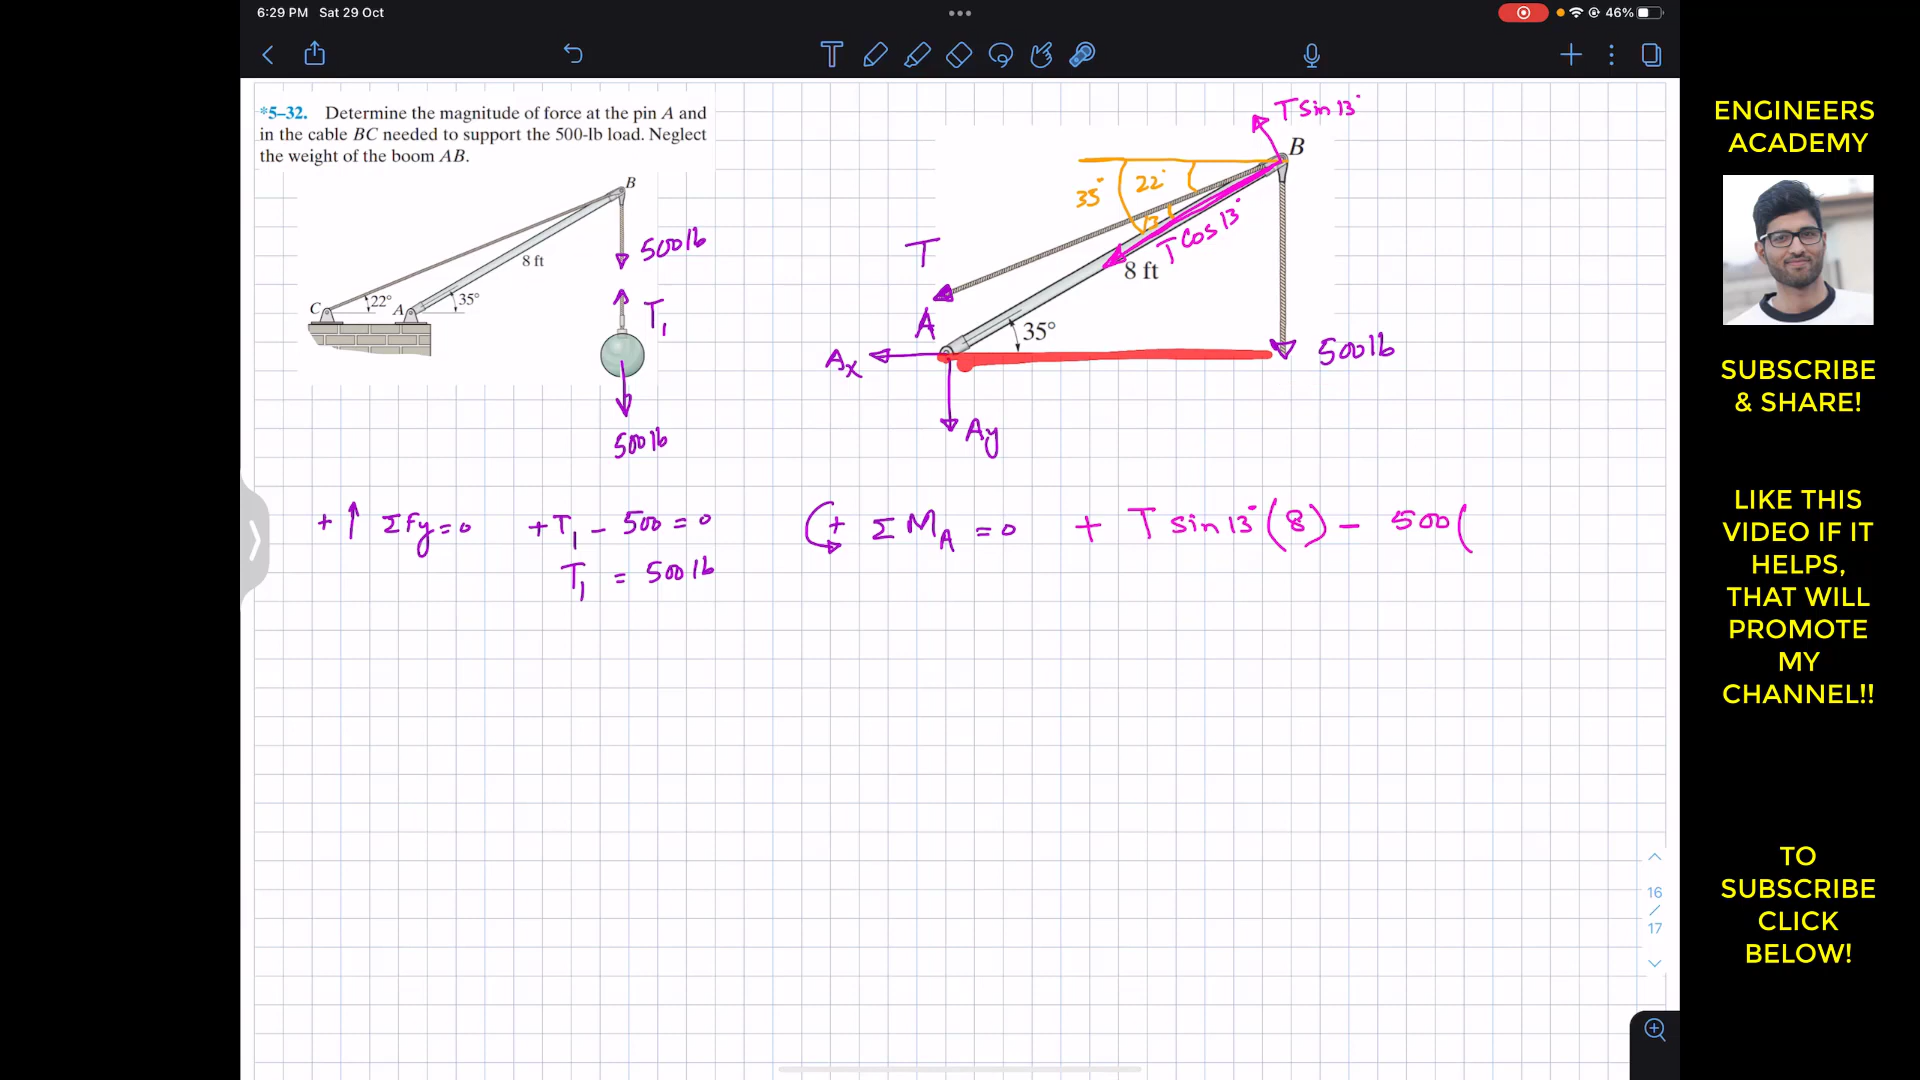 6:29 PM Sat 29 Oct
46%
*5–32. Determine the magnitude of force at the pin A and
in the cable BC needed to support the 500-lb load. Neglect
the weight of the boom AB.
B
500 lb
8 ft
C
22°
A
35°
T1
500 lb
T sin 13°
B
35°
22°
13°
T cos 13°
T
8 ft
A
35°
Ax
500 lb
Ay
+ ΣFy = 0 + T1 - 500 = 0
T1 = 500 lb
+ ΣMA = 0 + T sin 13° (8) - 500 (
16
/
17
ENGINEERS
ACADEMY
SUBSCRIBE
& SHARE!
LIKE THIS
VIDEO IF IT
HELPS,
THAT WILL
PROMOTE
MY
CHANNEL!!
TO
SUBSCRIBE
CLICK
BELOW!